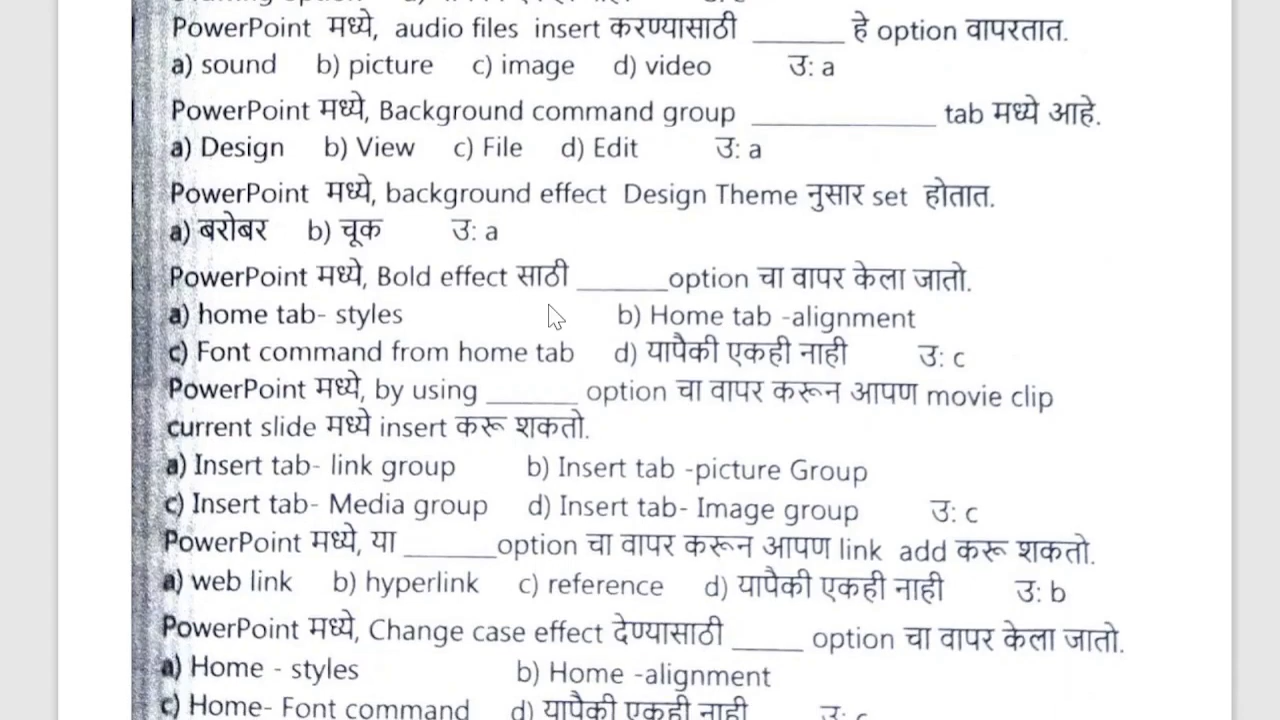 PowerPoint मध्ये, audio files insert करण्यासाठी ______ हे option वापरतात.
a) sound b) picture c) image d) video उ: a
PowerPoint मध्ये, Background command group ____________ tab मध्ये आहे.
a) Design b) View c) File d) Edit उ: a
PowerPoint मध्ये, background effect Design Theme नुसार set होतात.
a) बरोबर b) चूक उ: a
PowerPoint मध्ये, Bold effect साठी ______option चा वापर केला जातो.
a) home tab- styles b) Home tab -alignment
c) Font command from home tab d) यापैकी एकही नाही उ: c
PowerPoint मध्ये, by using ______ option चा वापर करून आपण movie clip
current slide मध्ये insert करू शकतो.
a) Insert tab- link group b) Insert tab -picture Group
c) Insert tab- Media group d) Insert tab- Image group उ: c
PowerPoint मध्ये, या ______option चा वापर करून आपण link add करू शकतो.
a) web link b) hyperlink c) reference d) यापैकी एकही नाही उ: b
PowerPoint मध्ये, Change case effect देण्यासाठी _____ option चा वापर केला जातो.
a) Home - styles b) Home -alignment
c) Home- Font command d) यापैकी एकही नाही उ: c